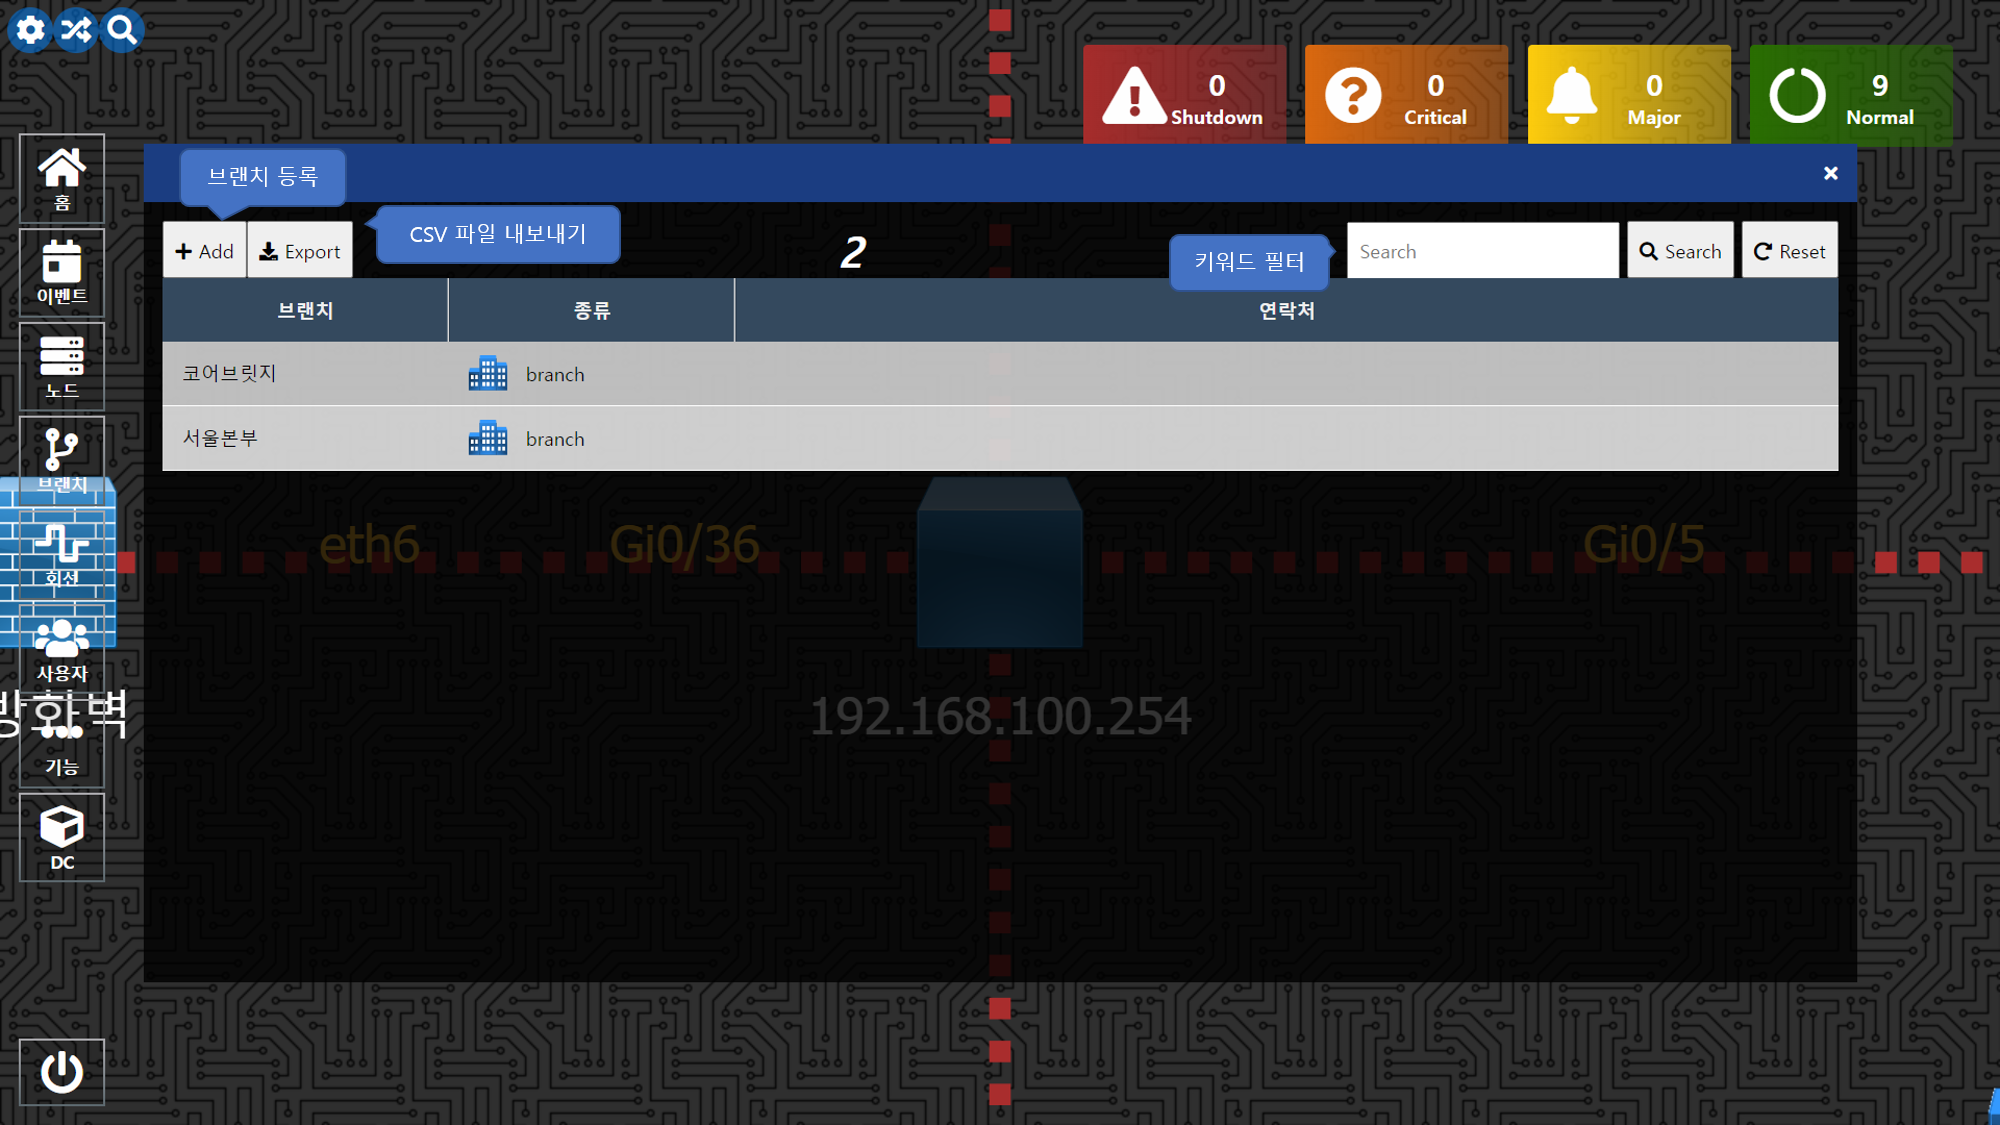 0
Shutdown
0
Critical
0
Major
9
Normal
홈
이벤트
노드
브랜치
회선
사용자
기능
DC
브랜치 등록
Add
Export
CSV 파일 내보내기
2
키워드 필터
Search
Search
Reset
브랜치 종류 연락처
코어브릿지 branch
서울본부 branch
eth6
Gi0/36
Gi0/5
방화벽
192.168.100.254